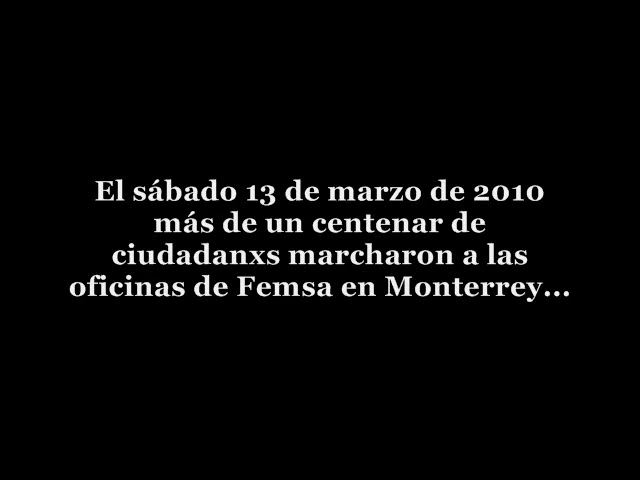 El sábado 13 de marzo de 2010
más de un centenar de
ciudadanxs marcharon a las
oficinas de Femsa en Monterrey...